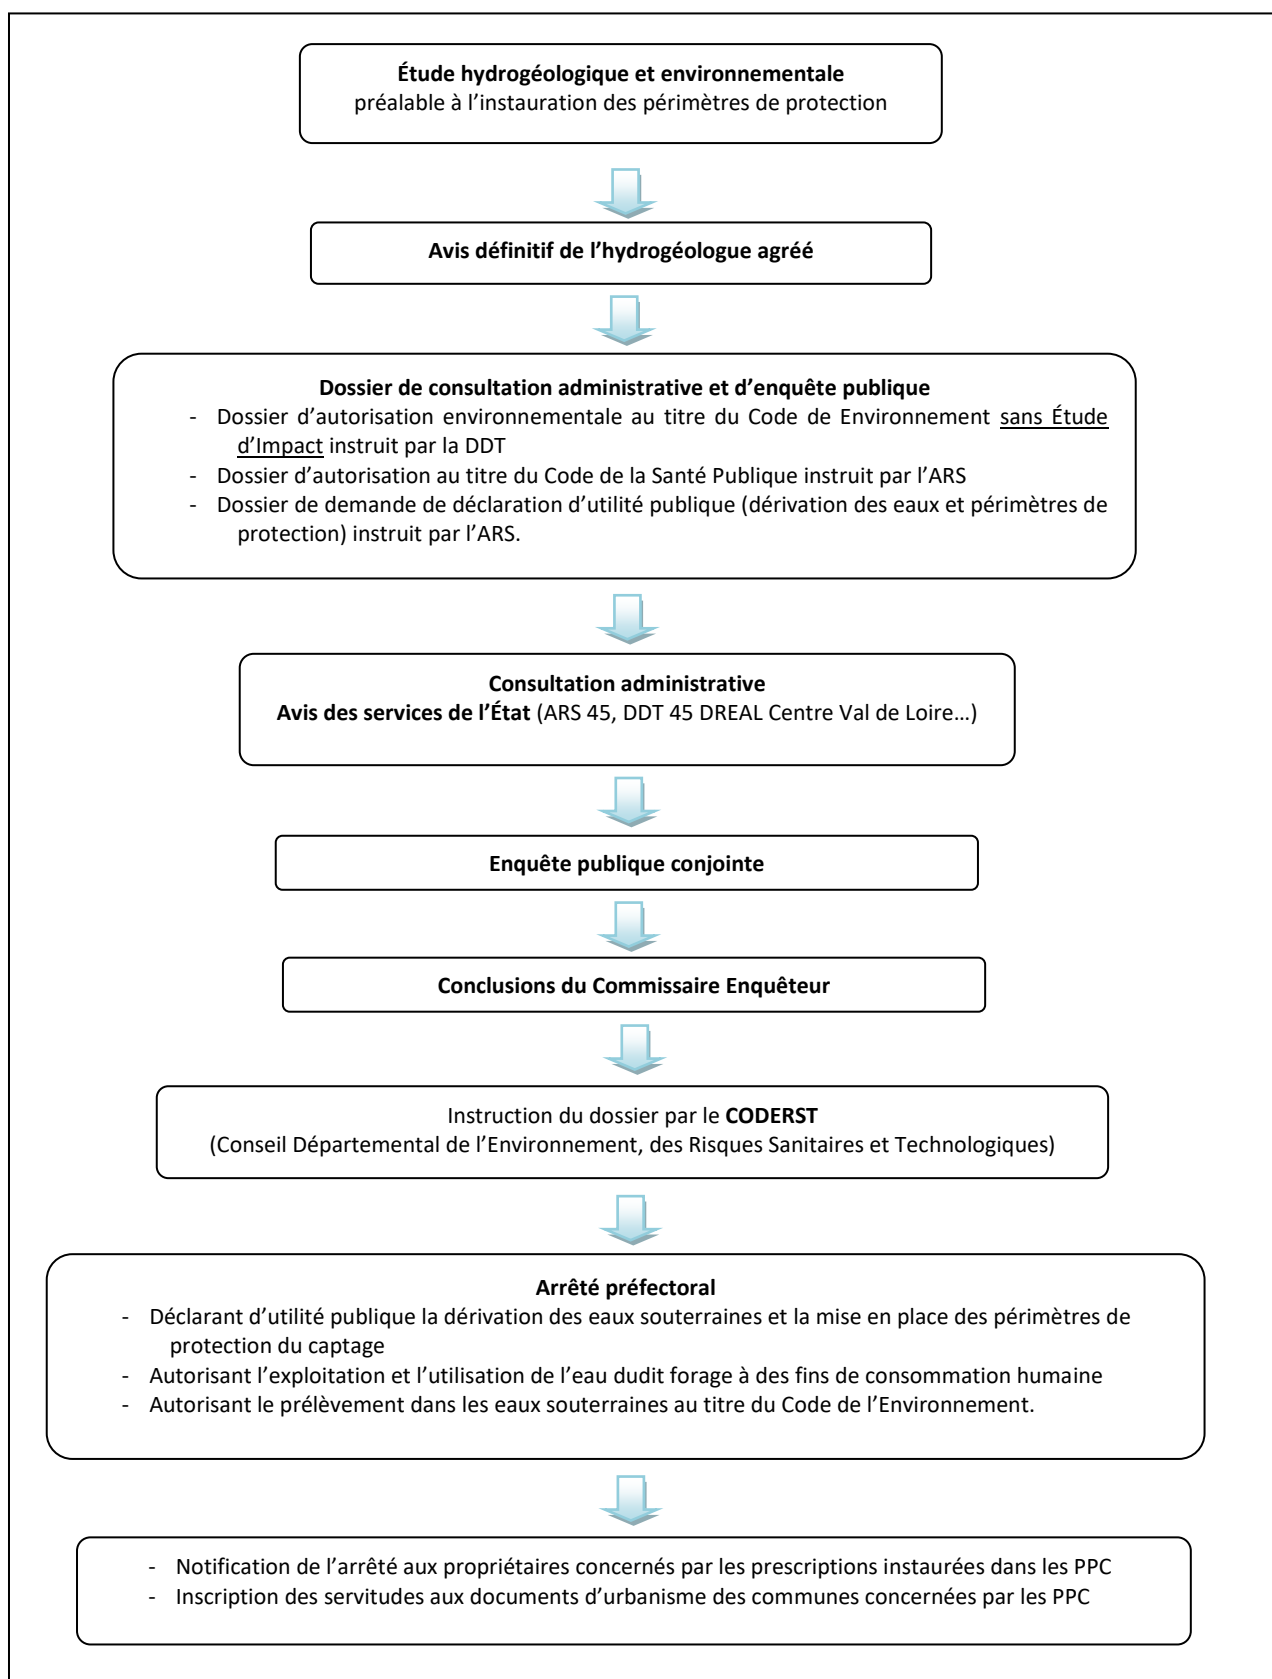 Étude hydrogéologique et environnementale
préalable à l’instauration des périmètres de protection
Avis définitif de l’hydrogéologue agréé
Dossier de consultation administrative et d’enquête publique
- Dossier d’autorisation environnementale au titre du Code de Environnement sans Étude
d’Impact instruit par la DDT
- Dossier d’autorisation au titre du Code de la Santé Publique instruit par l’ARS
- Dossier de demande de déclaration d’utilité publique (dérivation des eaux et périmètres de
protection) instruit par l’ARS.
Consultation administrative
Avis des services de l’État (ARS 45, DDT 45 DREAL Centre Val de Loire…)
Enquête publique conjointe
Conclusions du Commissaire Enquêteur
Instruction du dossier par le CODERST
(Conseil Départemental de l’Environnement, des Risques Sanitaires et Technologiques)
Arrêté préfectoral
- Déclarant d’utilité publique la dérivation des eaux souterraines et la mise en place des périmètres de
protection du captage
- Autorisant l’exploitation et l’utilisation de l’eau dudit forage à des fins de consommation humaine
- Autorisant le prélèvement dans les eaux souterraines au titre du Code de l’Environnement.
- Notification de l’arrêté aux propriétaires concernés par les prescriptions instaurées dans les PPC
- Inscription des servitudes aux documents d’urbanisme des communes concernées par les PPC